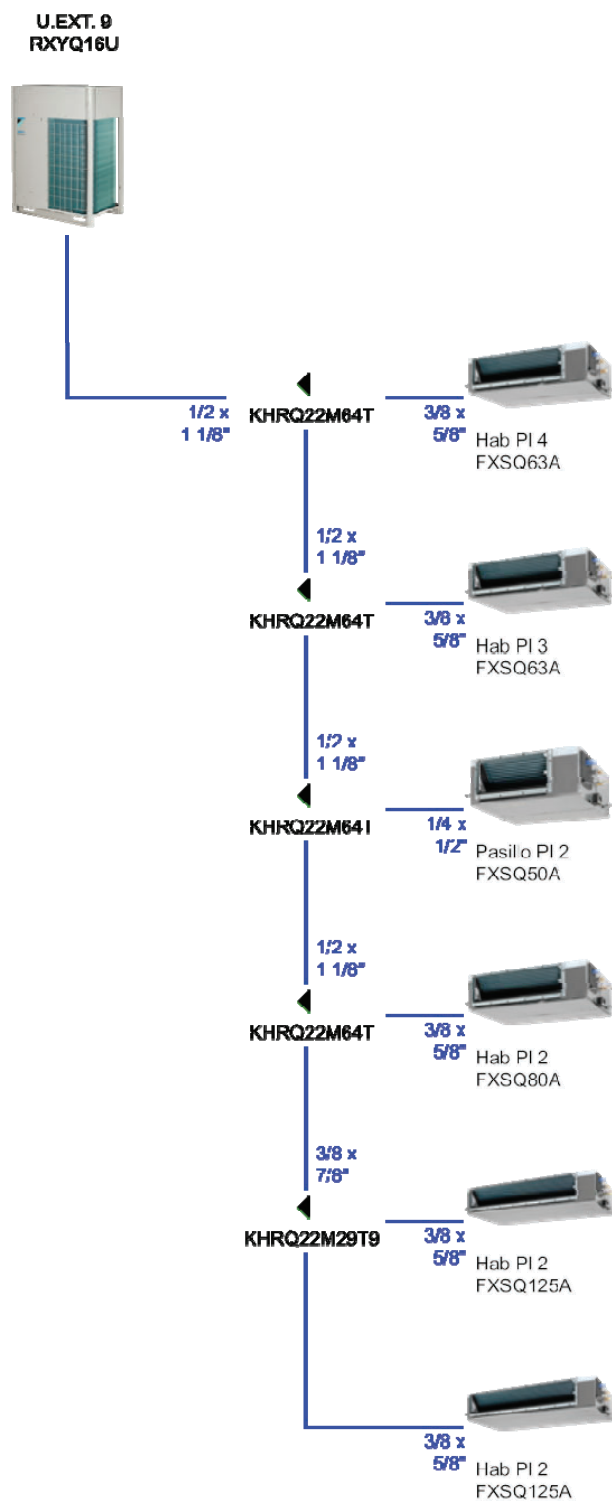 U.EXT. 9
RXYQ16U
1/2 x
1 1/8"
KHRQ22M64T
3/8 x
5/8"
Hab Pl 4
FXSQ63A
1/2 x
1 1/8"
KHRQ22M64T
3/8 x
5/8"
Hab Pl 3
FXSQ63A
1/2 x
1 1/8"
KHRQ22M64T
1/4 x
1/2"
Pasillo Pl 2
FXSQ50A
1/2 x
1 1/8"
KHRQ22M64T
3/8 x
5/8"
Hab Pl 2
FXSQ80A
3/8 x
7/8"
KHRQ22M29T9
3/8 x
5/8"
Hab Pl 2
FXSQ125A
3/8 x
5/8"
Hab Pl 2
FXSQ125A